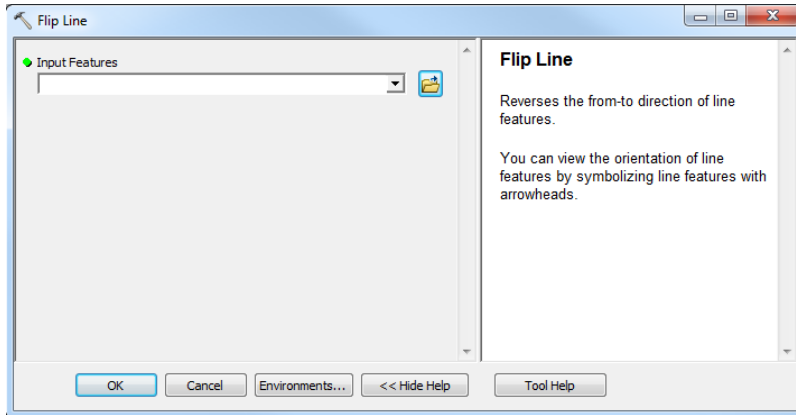 Flip Line
Input Features
Flip Line
Reverses the from-to direction of line
features.
You can view the orientation of line
features by symbolizing line features with
arrowheads.
OK
Cancel
Environments...
<< Hide Help
Tool Help